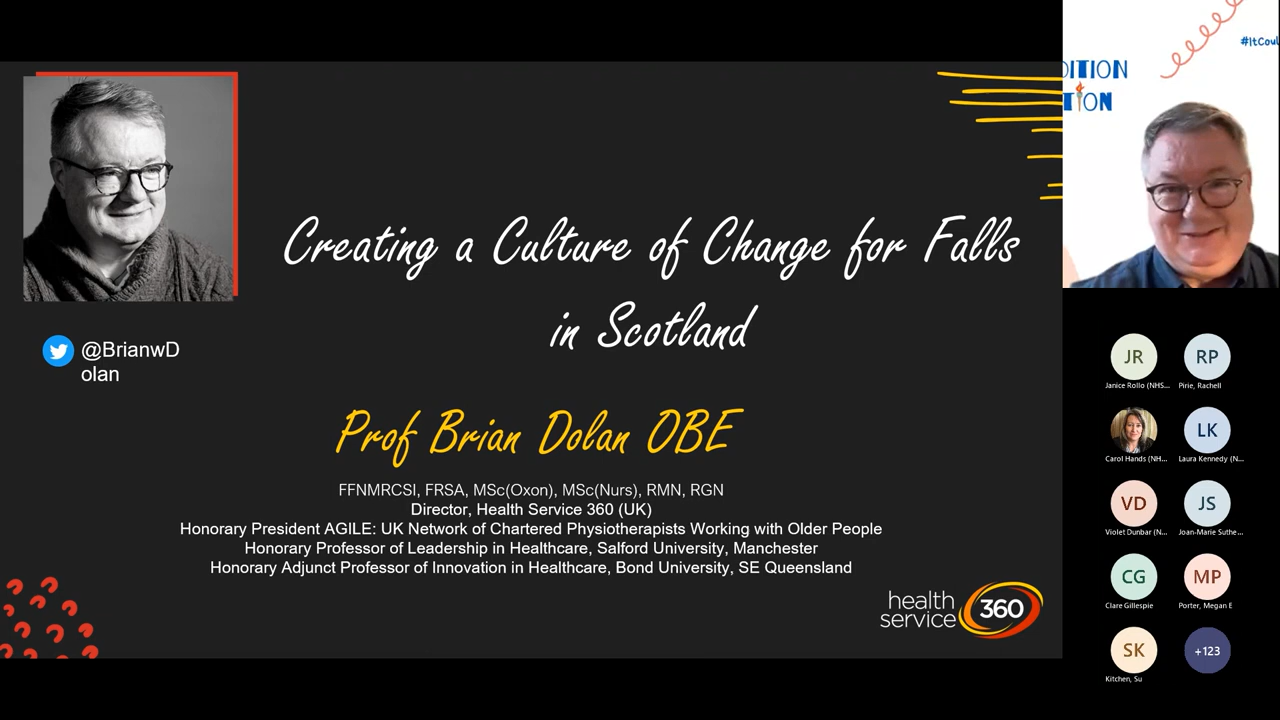 Creating a Culture of Change for Falls
in Scotland
@BrianwD
olan
Prof Brian Dolan OBE
FFNMRCSI, FRSA, MSc(Oxon), MSc(Nurs), RMN, RGN
Director, Health Service 360 (UK)
Honorary President AGILE: UK Network of Chartered Physiotherapists Working with Older People
Honorary Professor of Leadership in Healthcare, Salford University, Manchester
Honorary Adjunct Professor of Innovation in Healthcare, Bond University, SE Queensland
health
service
360
#ItCoul
DITION
TION
JR
Janice Rollo (NHS...
RP
Pirie, Rachell
Carol Hands (NH...
LK
Laura Kennedy (N...
VD
Violet Dunbar (N...
JS
Joan-Marie Suthe...
CG
Clare Gillespie
MP
Porter, Megan E
SK
Kitchen, Su
+123